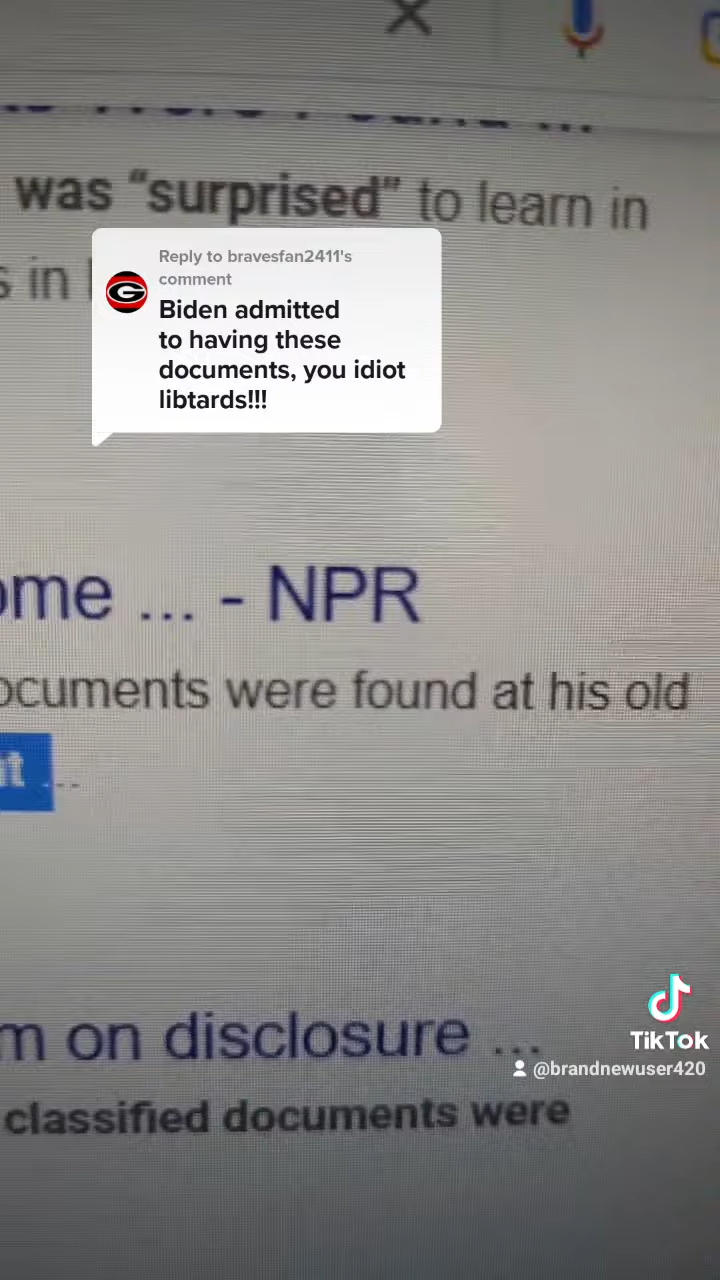 was “surprised” to learn in
s in
Reply to bravesfan2411's
comment
Biden admitted
to having these
documents, you idiot
libtards!!!
ome ... - NPR
ocuments were found at his old
t ...
m on disclosure ...
classified documents were
TikTok
@brandnewuser420